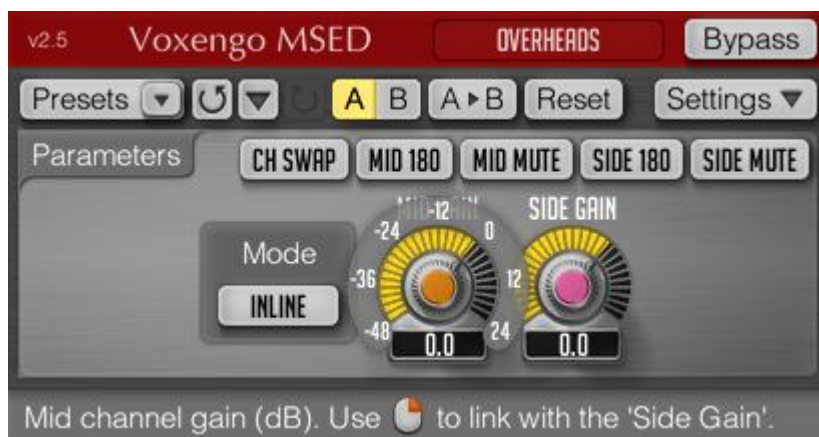 v2.5 Voxengo MSED OVERHEADS Bypass
Presets A B A▸B Reset Settings
Parameters CH SWAP MID 180 MID MUTE SIDE 180 SIDE MUTE
-12 SIDE GAIN
-24 0
Mode
-36 12
INLINE
-48 24
0.0 0.0
Mid channel gain (dB). Use to link with the 'Side Gain'.